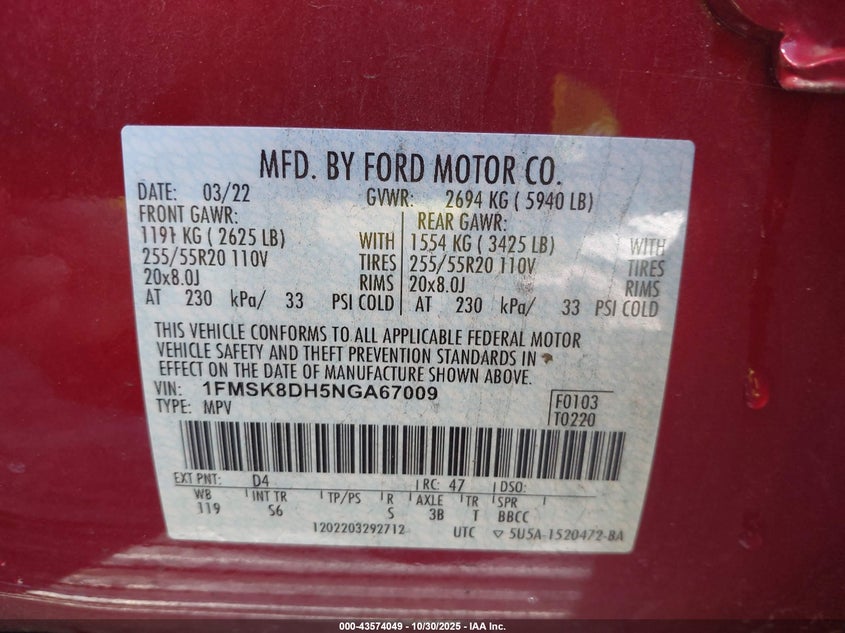 MFD. BY FORD MOTOR CO.
DATE: 03/22 GVWR: 2694 KG ( 5940 LB)
FRONT GAWR: REAR GAWR:
1191 KG ( 2625 LB) WITH 1554 KG ( 3425 LB) WITH
255/55R20 110V TIRES 255/55R20 110V TIRES
20x8.0J RIMS 20x8.0J RIMS
AT 230 kPa/ 33 PSI COLD AT 230 kPa/ 33 PSI COLD
THIS VEHICLE CONFORMS TO ALL APPLICABLE FEDERAL MOTOR
VEHICLE SAFETY AND THEFT PREVENTION STANDARDS IN
EFFECT ON THE DATE OF MANUFACTURE SHOWN ABOVE.
VIN: 1FMSK8DH5NGA67009 F0103
TYPE: MPV T0220
EXT PNT: D4 RC: 47 DSO:
WB INT TR TP/PS R AXLE TR SPR
119 S6 S 3B T BBCC
1202203292712 UTC ▽ 5U5A-1520472-BA
000-43574049 | 10/30/2025 - IAA Inc.